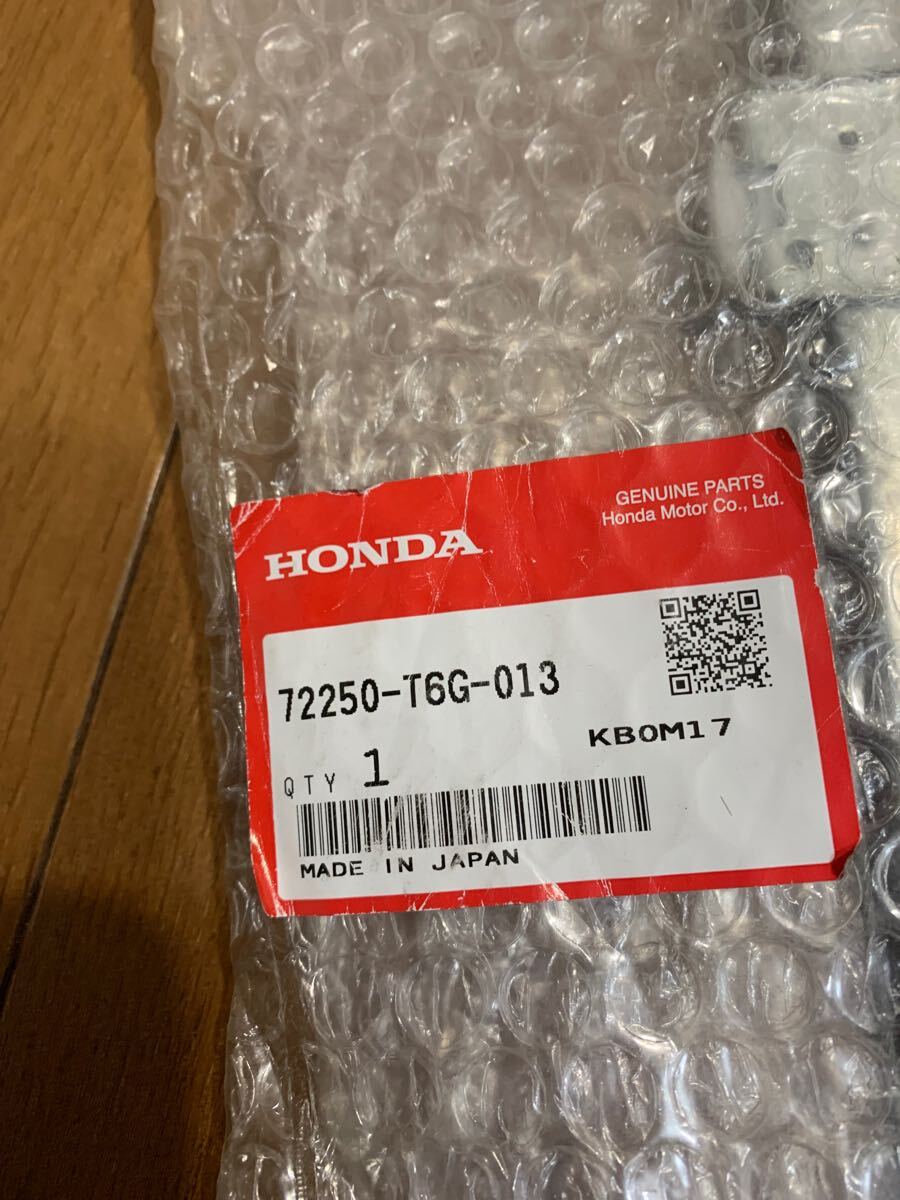 GENUINE PARTS
Honda Motor Co., Ltd.
HONDA
72250-T6G-013
KB0M17
QTY 1
MADE IN JAPAN